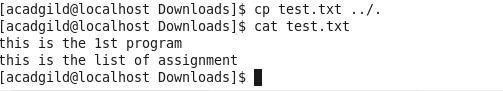 [acadgild@localhost Downloads]$ cp test.txt ../.
[acadgild@localhost Downloads]$ cat test.txt
this is the 1st program
this is the list of assignment
[acadgild@localhost Downloads]$